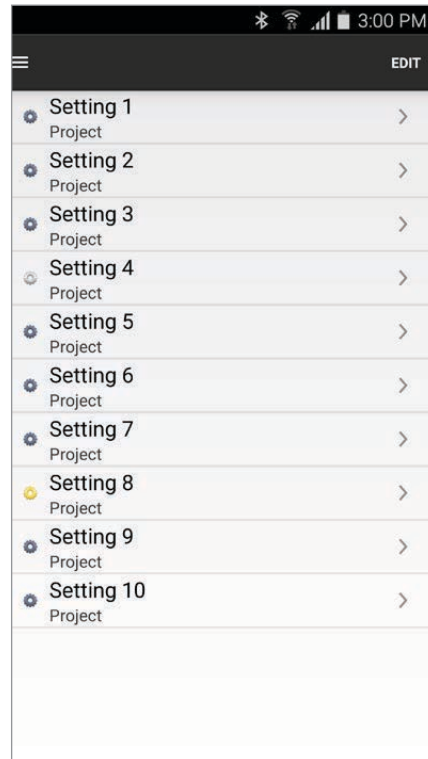 3:00 PM
EDIT
Setting 1
Project
Setting 2
Project
Setting 3
Project
Setting 4
Project
Setting 5
Project
Setting 6
Project
Setting 7
Project
Setting 8
Project
Setting 9
Project
Setting 10
Project